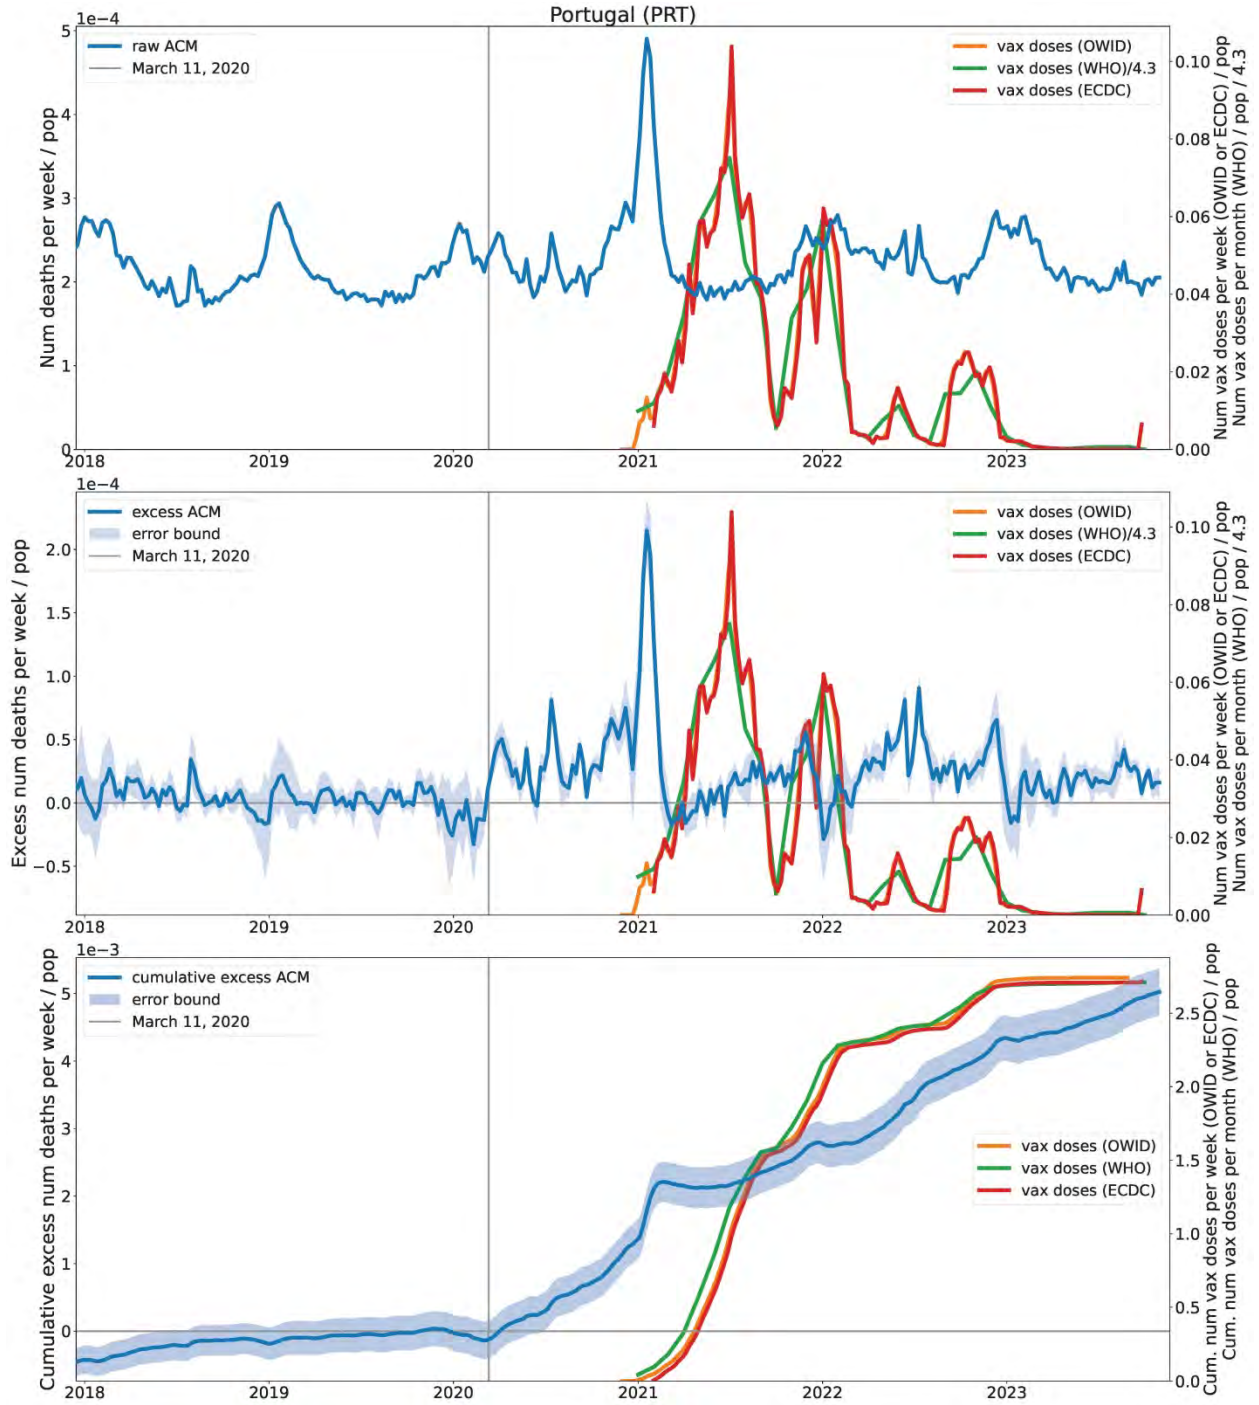 Portugal (PRT)
1e−4
raw ACM
March 11, 2020
vax doses (OWID)
vax doses (WHO)/4.3
vax doses (ECDC)
Num deaths per week / pop
5
4
3
2
1
0
Num vax doses per week (OWID or ECDC) / pop
Num vax doses per month (WHO) / pop / 4.3
0.10
0.08
0.06
0.04
0.02
0.00
2018 2019 2020 2021 2022 2023
1e−4
excess ACM
error bound
March 11, 2020
vax doses (OWID)
vax doses (WHO)/4.3
vax doses (ECDC)
Excess num deaths per week / pop
2.0
1.5
1.0
0.5
0.0
−0.5
Num vax doses per week (OWID or ECDC) / pop
Num vax doses per month (WHO) / pop / 4.3
0.10
0.08
0.06
0.04
0.02
0.00
2018 2019 2020 2021 2022 2023
1e−3
cumulative excess ACM
error bound
March 11, 2020
vax doses (OWID)
vax doses (WHO)
vax doses (ECDC)
Cumulative excess num deaths per week / pop
5
4
3
2
1
0
Cum. num vax doses per week (OWID or ECDC) / pop
Cum. num vax doses per month (WHO) / pop
2.5
2.0
1.5
1.0
0.5
0.0
2018 2019 2020 2021 2022 2023